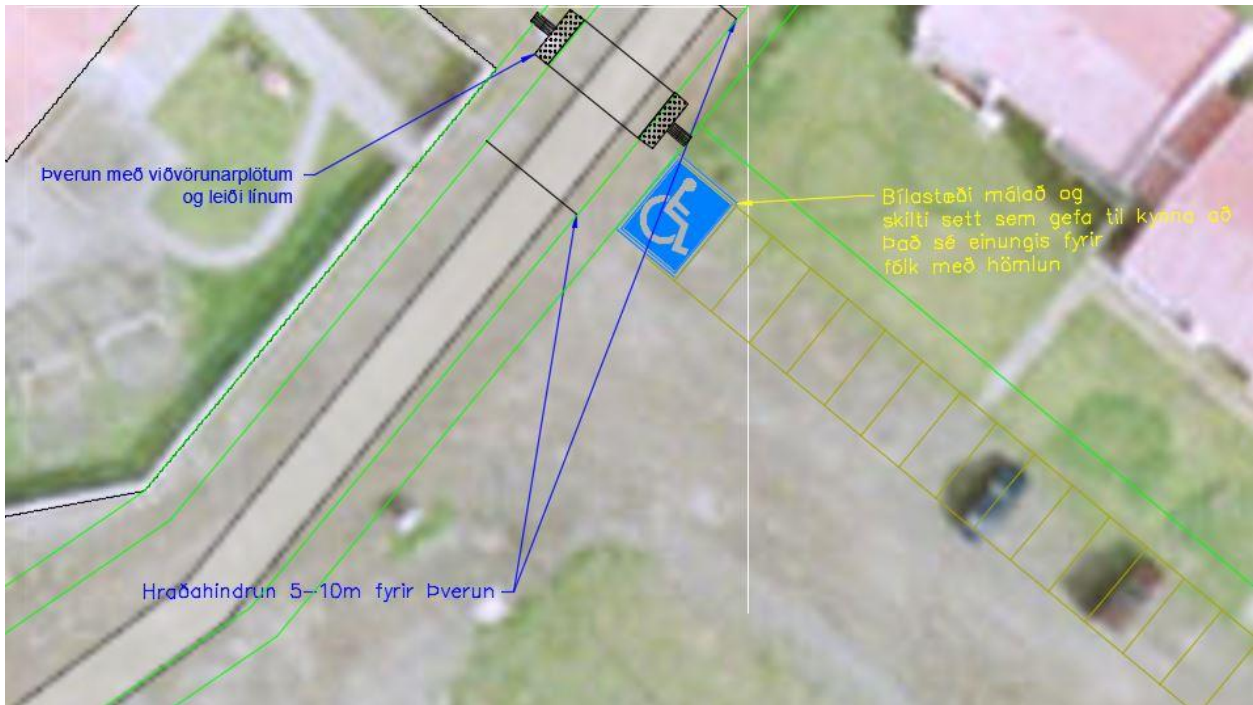 Þverun með viðvörunarplötum
og leiði línum
Bílastæði málað og
skilti sett sem gefa til kynna að
Það sé einungis fyrir
fólk með hömlun
Hraðahindrun 5-10m fyrir Þverun